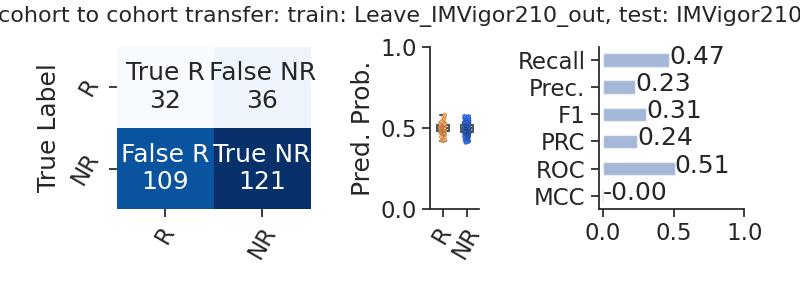 cohort to cohort transfer: train: Leave_IMVigor210_out, test: IMVigor210
True Label
R
NR
True R
32
False NR
36
False R
109
True NR
121
R
NR
Pred. Prob.
1.0
0.5
0.0
R
NR
Recall
0.47
Prec.
0.23
F1
0.31
PRC
0.24
ROC
0.51
MCC
-0.00
0.0
0.5
1.0